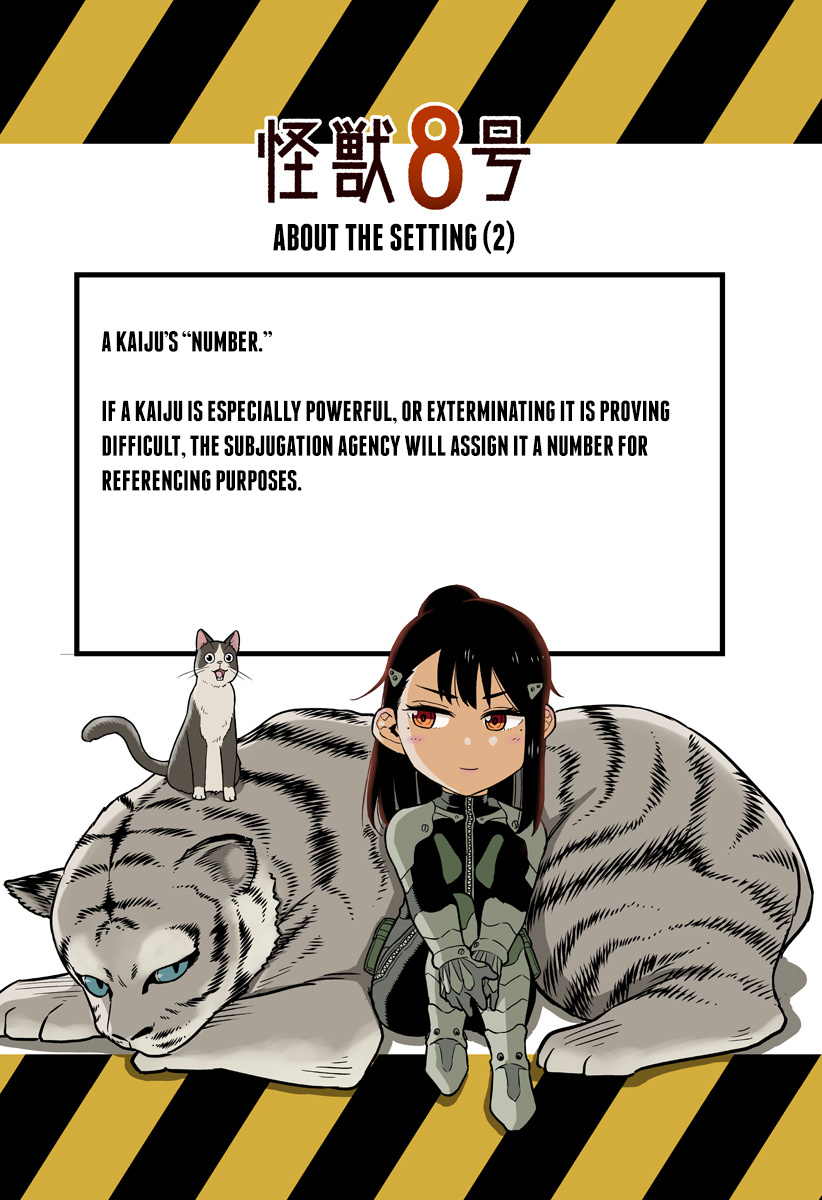 怪獣8号
ABOUT THE SETTING (2)
A KAIJU'S “NUMBER.”
IF A KAIJU IS ESPECIALLY POWERFUL, OR EXTERMINATING IT IS PROVING
DIFFICULT, THE SUBJUGATION AGENCY WILL ASSIGN IT A NUMBER FOR
REFERENCING PURPOSES.